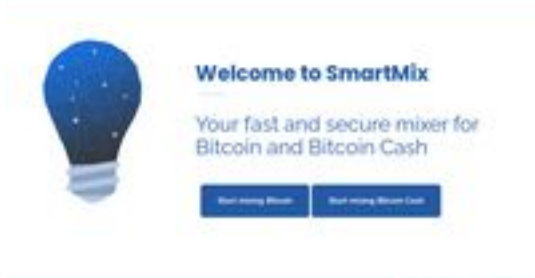 Welcome to SmartMix
Your fast and secure mixer for
Bitcoin and Bitcoin Cash
Start mixing Bitcoin
Start mixing Bitcoin Cash